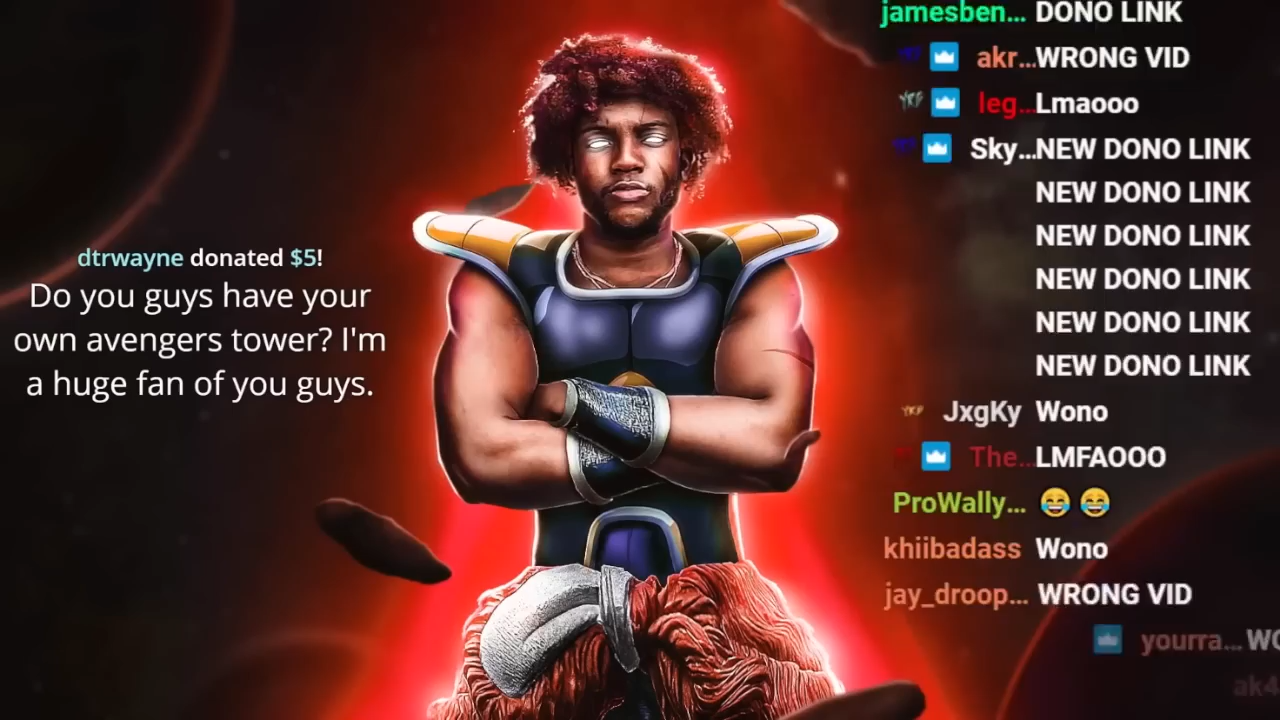 dtrwayne donated $5!
Do you guys have your
own avengers tower? I'm
a huge fan of you guys.
jamesben... DONO LINK
akr...WRONG VID
leg...Lmaooo
Sky...NEW DONO LINK
NEW DONO LINK
NEW DONO LINK
NEW DONO LINK
NEW DONO LINK
NEW DONO LINK
JxgKy Wono
The...LMFAOOO
ProWally... 😂 😂
khiibadass Wono
jay_droop... WRONG VID
yourra... WO
ak4